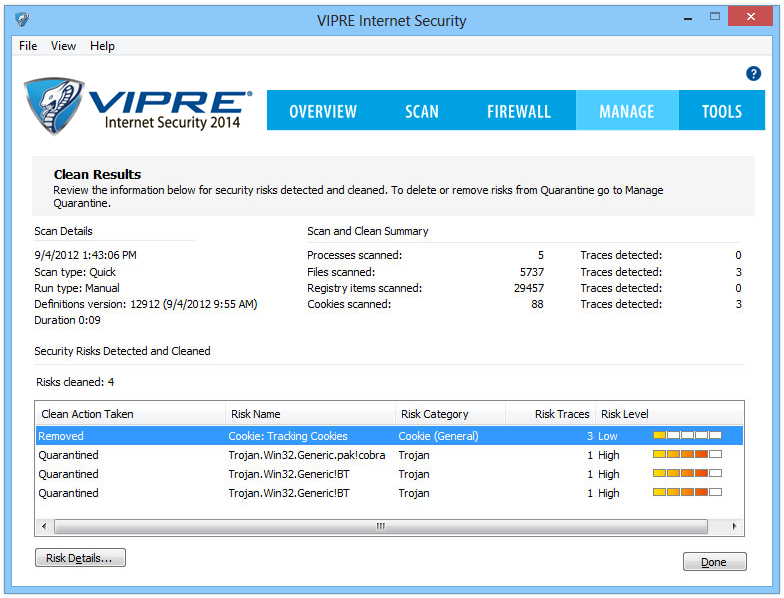 VIPRE Internet Security
File View Help
?
VIPRE®
Internet Security 2014
OVERVIEW SCAN FIREWALL MANAGE TOOLS
Clean Results
Review the information below for security risks detected and cleaned. To delete or remove risks from Quarantine go to Manage
Quarantine.
Scan Details
9/4/2012 1:43:06 PM
Scan type: Quick
Run type: Manual
Definitions version: 12912 (9/4/2012 9:55 AM)
Duration 0:09
Scan and Clean Summary
Processes scanned: 5 Traces detected: 0
Files scanned: 5737 Traces detected: 3
Registry items scanned: 29457 Traces detected: 0
Cookies scanned: 88 Traces detected: 3
Security Risks Detected and Cleaned
Risks cleaned: 4
Clean Action Taken Risk Name Risk Category Risk Traces Risk Level
Removed Cookie: Tracking Cookies Cookie (General) 3 Low
Quarantined Trojan.Win32.Generic.pak!cobra Trojan 1 High
Quarantined Trojan.Win32.Generic!BT Trojan 1 High
Quarantined Trojan.Win32.Generic!BT Trojan 1 High
Risk Details...
Done